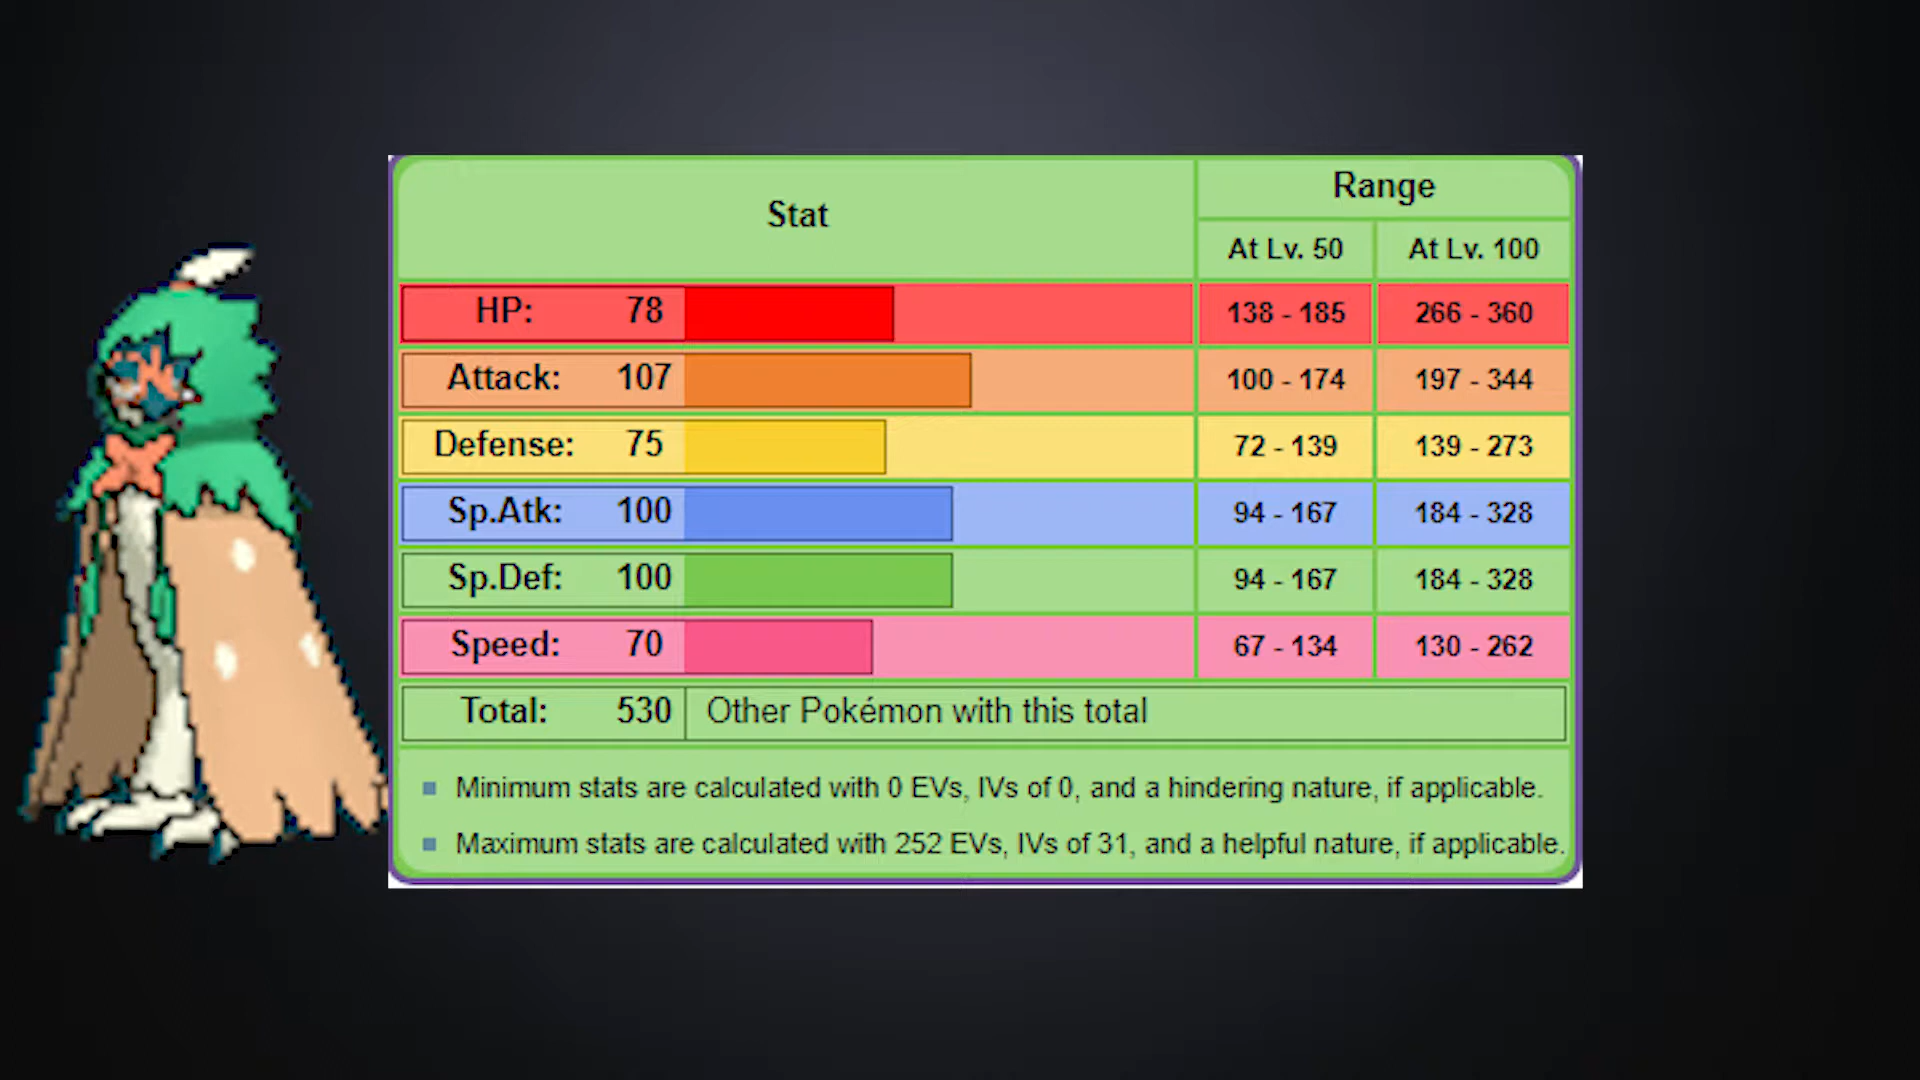 Stat
Range
At Lv. 50 At Lv. 100
HP: 78 138 - 185 266 - 360
Attack: 107 100 - 174 197 - 344
Defense: 75 72 - 139 139 - 273
Sp.Atk: 100 94 - 167 184 - 328
Sp.Def: 100 94 - 167 184 - 328
Speed: 70 67 - 134 130 - 262
Total: 530 Other Pokémon with this total
Minimum stats are calculated with 0 EVs, IVs of 0, and a hindering nature, if applicable.
Maximum stats are calculated with 252 EVs, IVs of 31, and a helpful nature, if applicable.